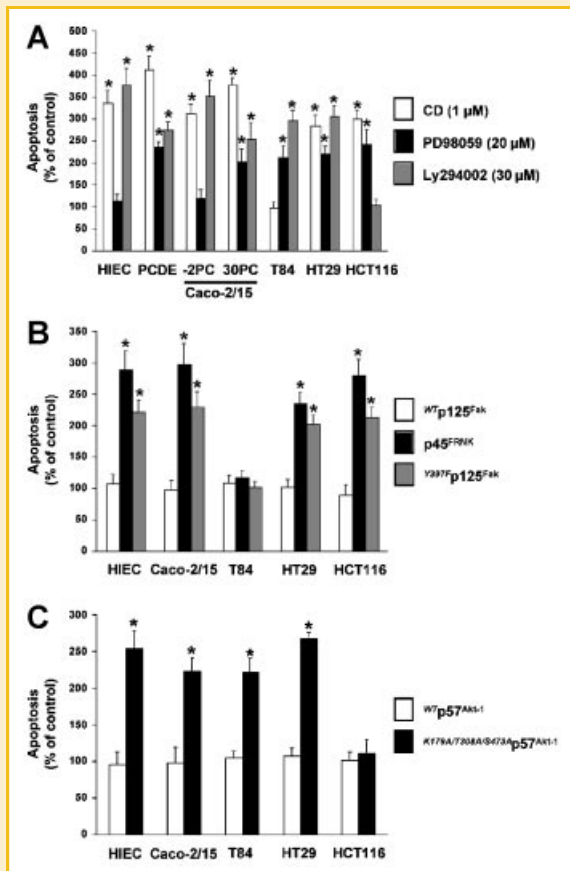 A
Apoptosis
(% of control)
500
450
400
350
300
250
200
150
100
50
0
* * * * * * * * * * * * * * * * *
HIEC PCDE -2PC 30PC T84 HT29 HCT116
Caco-2/15
CD (1 µM)
PD98059 (20 µM)
Ly294002 (30 µM)
B
Apoptosis
(% of control)
350
300
250
200
150
100
50
0
* * * * * * * *
HIEC Caco-2/15 T84 HT29 HCT116
WTp125Fak
p45FRNK
Y397Fp125Fak
C
Apoptosis
(% of control)
300
250
200
150
100
50
0
* * * *
HIEC Caco-2/15 T84 HT29 HCT116
WTp57Akt-1
K179A/T308A/S473Ap57Akt-1